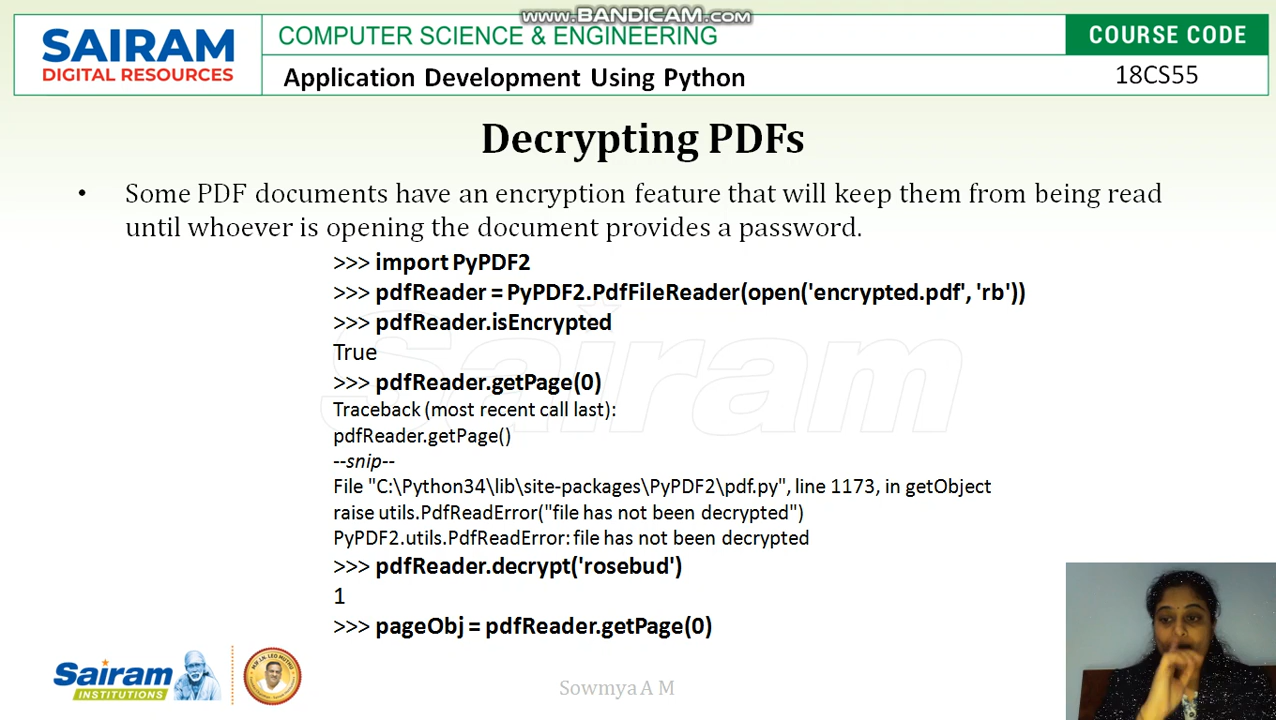 www.BANDICAM.com
SAIRAM
DIGITAL RESOURCES
COMPUTER SCIENCE & ENGINEERING
COURSE CODE
Application Development Using Python
18CS55
Decrypting PDFs
• Some PDF documents have an encryption feature that will keep them from being read
until whoever is opening the document provides a password.
>>> import PyPDF2
>>> pdfReader = PyPDF2.PdfFileReader(open('encrypted.pdf', 'rb'))
>>> pdfReader.isEncrypted
True
>>> pdfReader.getPage(0)
Traceback (most recent call last):
pdfReader.getPage()
--snip--
File "C:\Python34\lib\site-packages\PyPDF2\pdf.py", line 1173, in getObject
raise utils.PdfReadError("file has not been decrypted")
PyPDF2.utils.PdfReadError: file has not been decrypted
>>> pdfReader.decrypt('rosebud')
1
>>> pageObj = pdfReader.getPage(0)
Sairam
Sairam
INSTITUTIONS
Sowmya A M